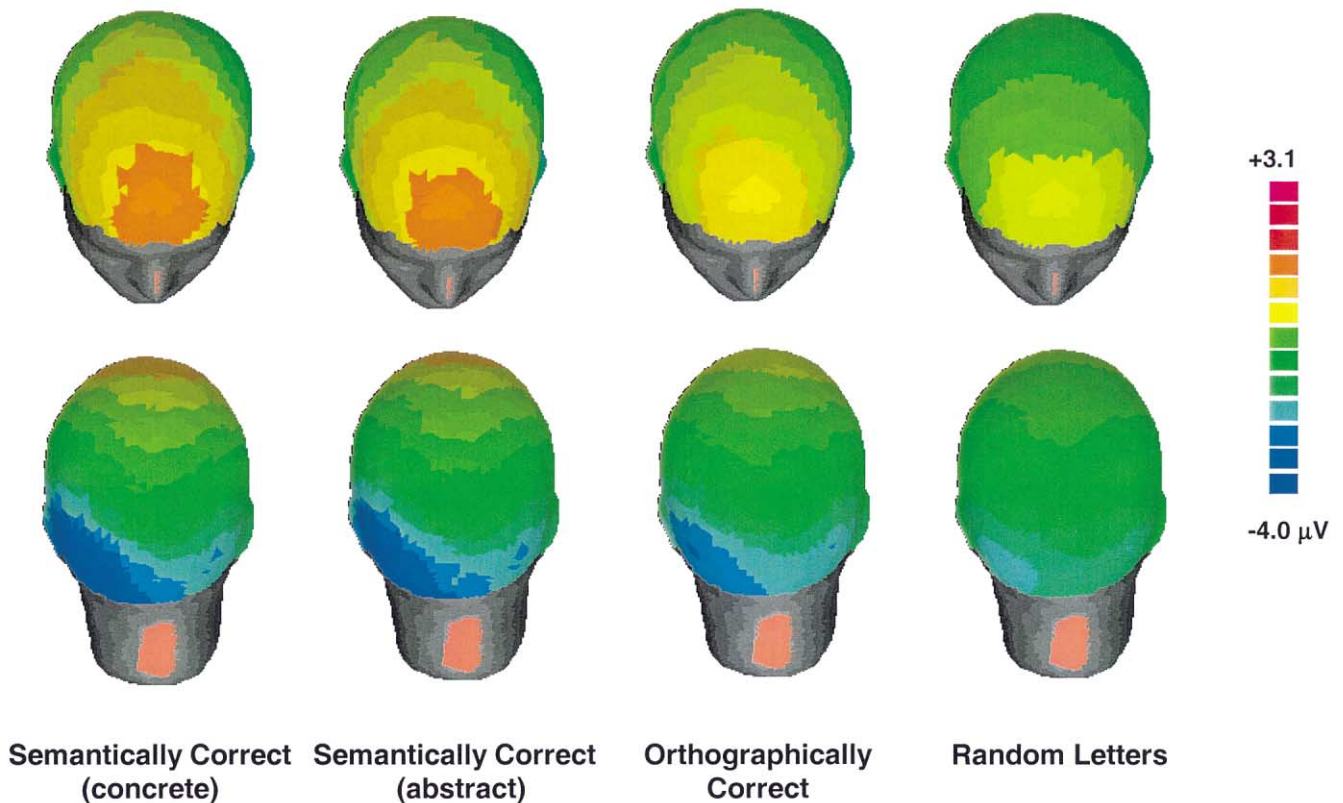 +3.1
-4.0 µV
Semantically Correct
(concrete)
Semantically Correct
(abstract)
Orthographically
Correct
Random Letters